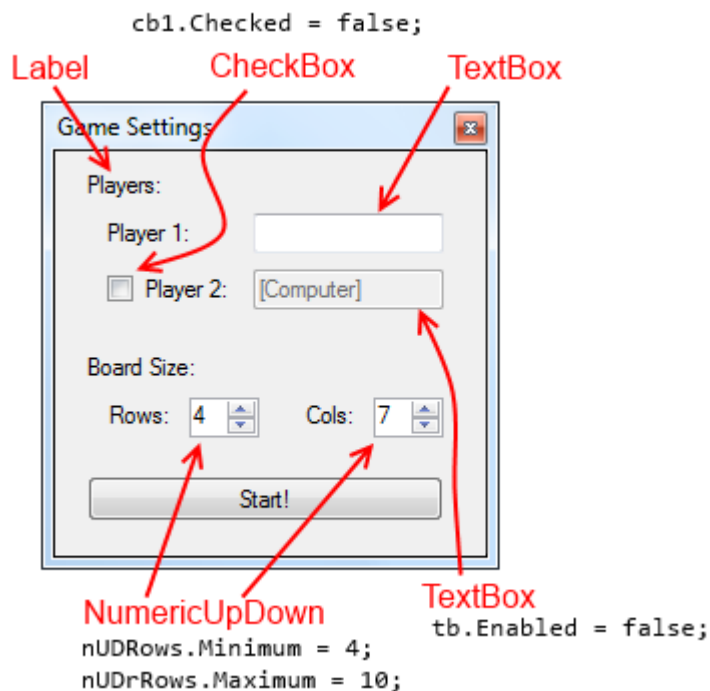 cb1.Checked = false;
Label CheckBox TextBox
Game Settings
Players:
Player 1:
Player 2: [Computer]
Board Size:
Rows: 4 Cols: 7
Start!
NumericUpDown TextBox
nUDRows.Minimum = 4; tb.Enabled = false;
nUDrRows.Maximum = 10;